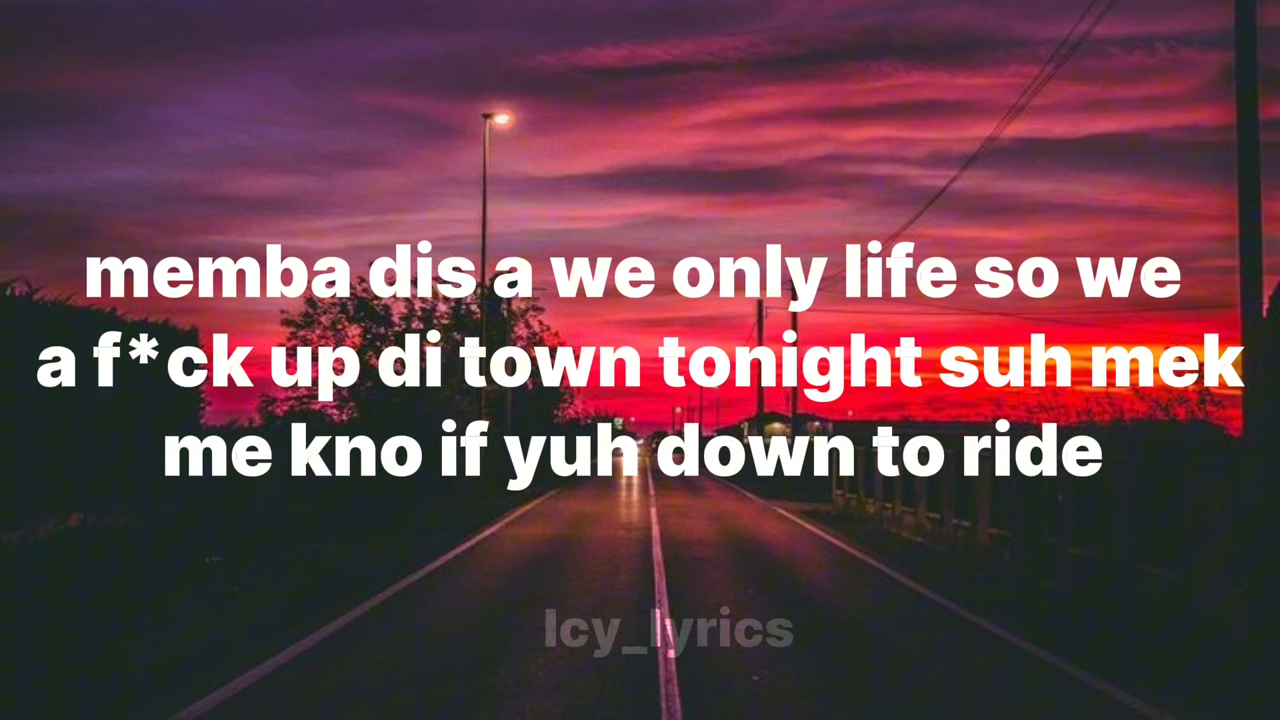 memba dis a we only life so we
a f*ck up di town tonight suh mek
me kno if yuh down to ride
Icy_lyrics